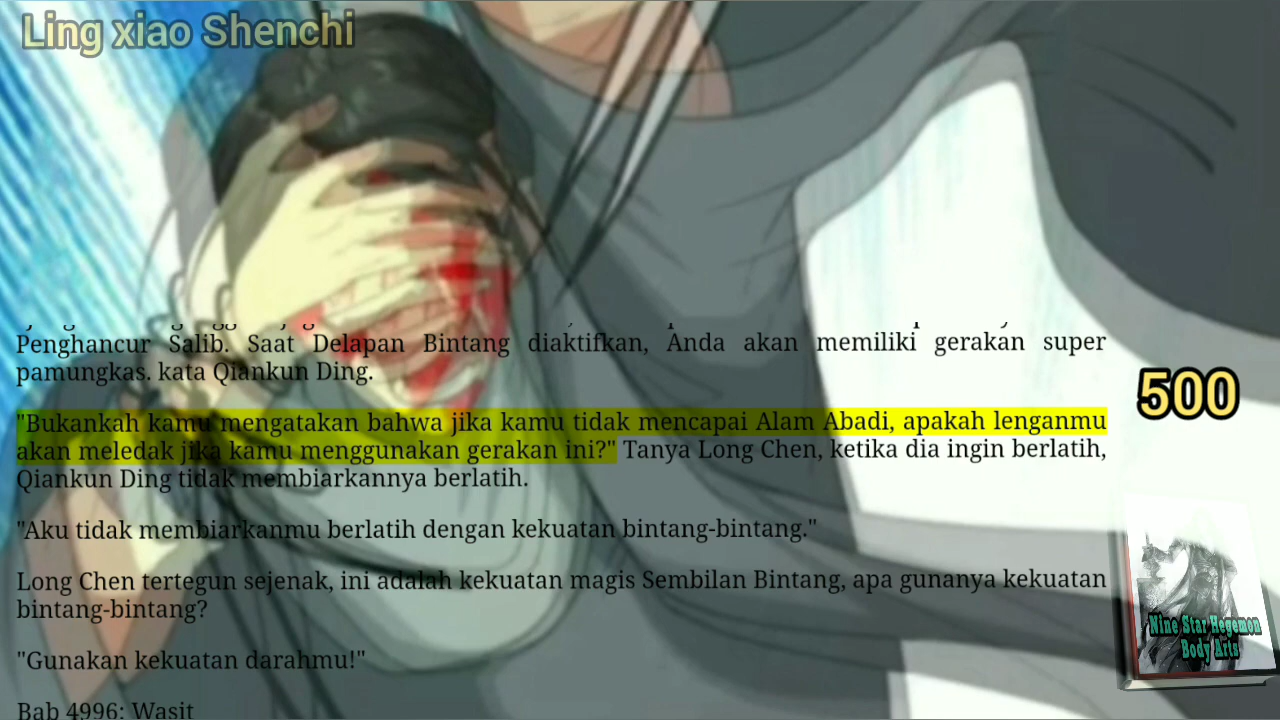 Ling xiao Shenchi
Penghancur Salib. Saat Delapan Bintang diaktifkan, Anda akan memiliki gerakan super
pamungkas. kata Qiankun Ding.
"Bukankah kamu mengatakan bahwa jika kamu tidak mencapai Alam Abadi, apakah lenganmu
akan meledak jika kamu menggunakan gerakan ini?" Tanya Long Chen, ketika dia ingin berlatih,
Qiankun Ding tidak membiarkannya berlatih.
500
"Aku tidak membiarkanmu berlatih dengan kekuatan bintang-bintang."
Long Chen tertegun sejenak, ini adalah kekuatan magis Sembilan Bintang, apa gunanya kekuatan
bintang-bintang?
"Gunakan kekuatan darahmu!"
Nine Star Hegemon
Body Arts
Bab 4996: Wasit